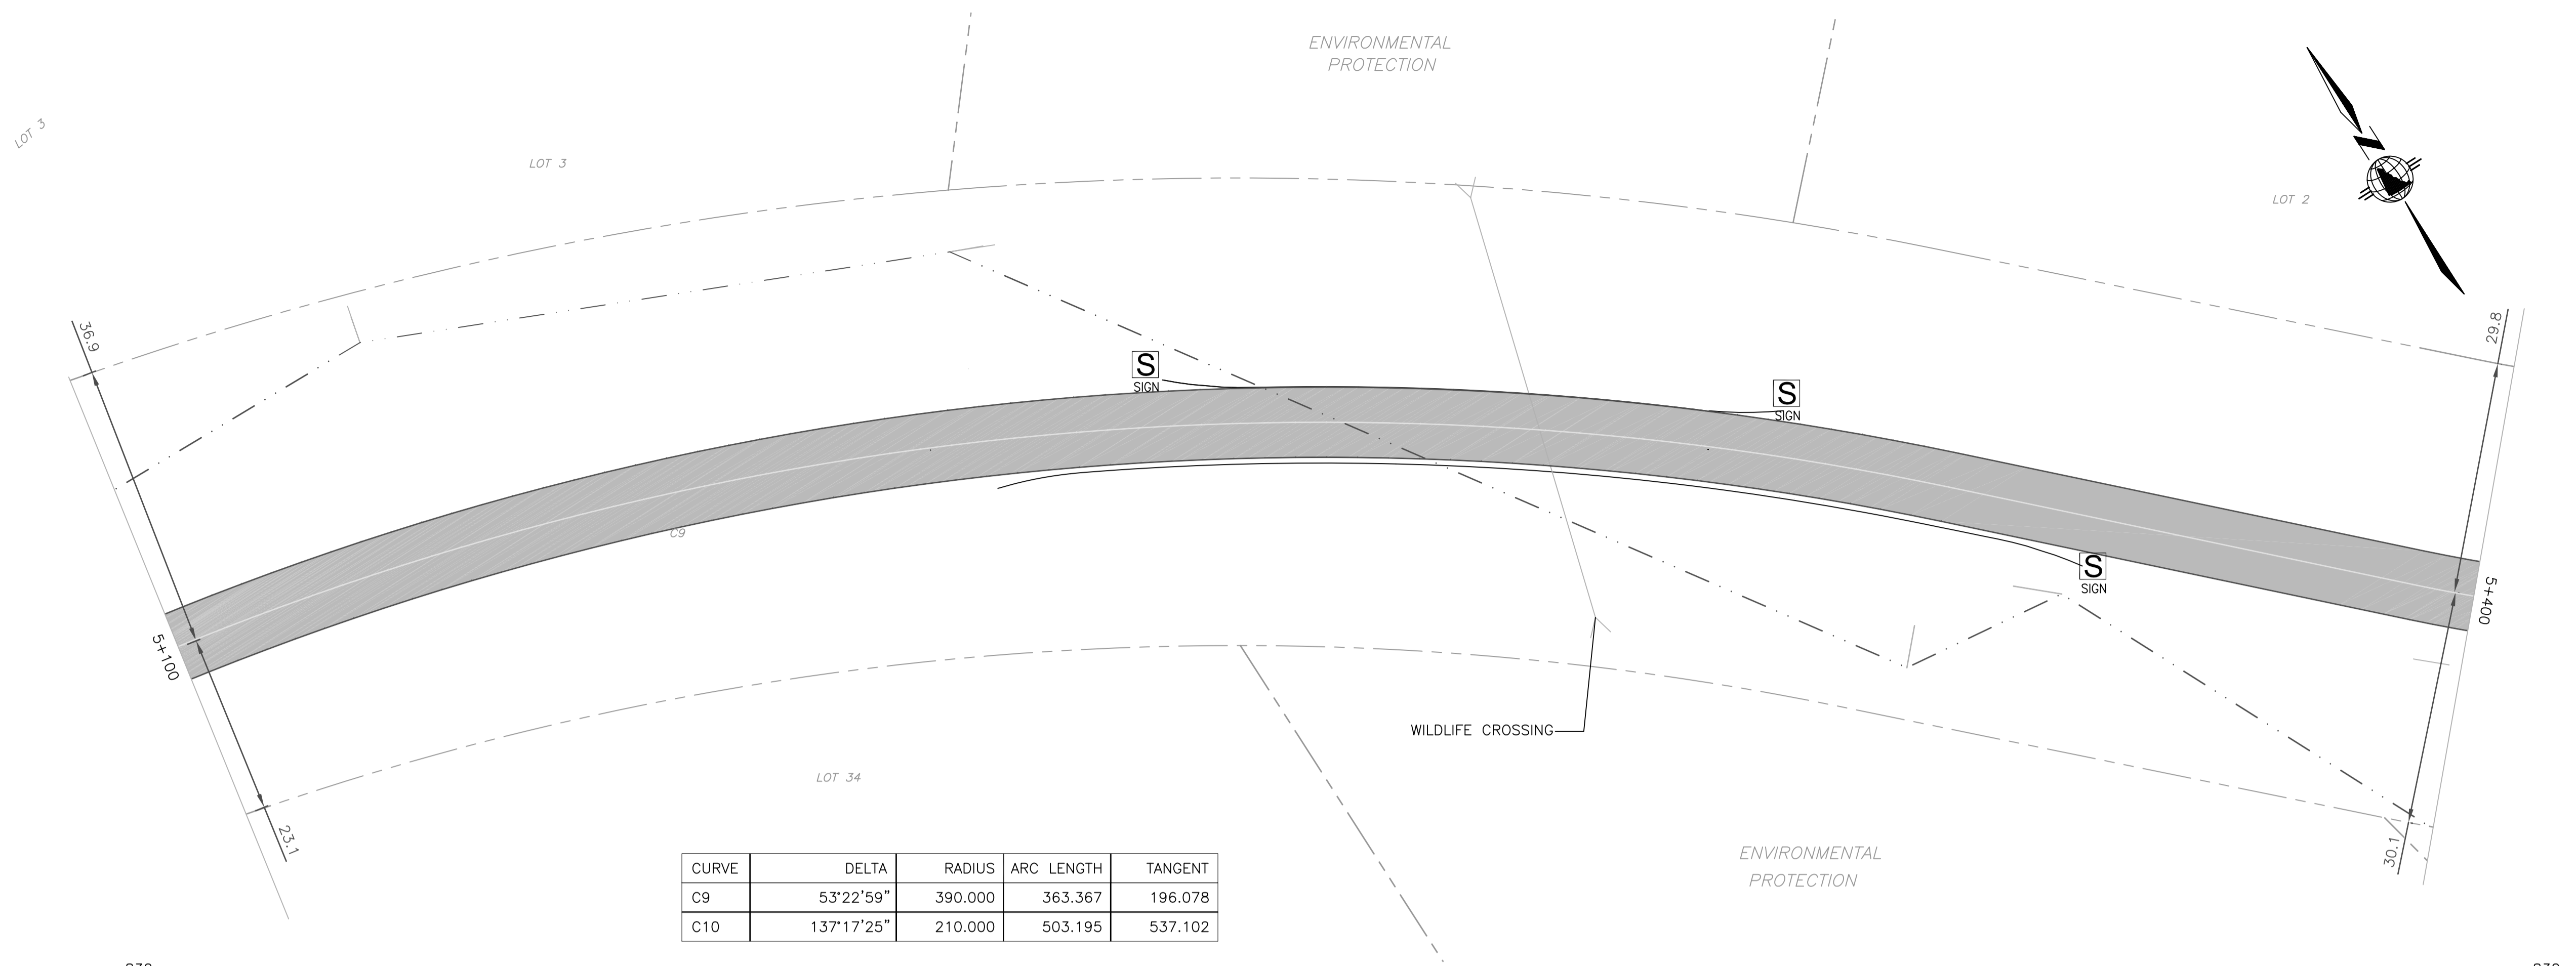 ENVIRONMENTAL
PROTECTION
LOT 3
LOT 3
N
LOT 2
36.9
29.8
S
SIGN
S
SIGN
C9
S
SIGN
5+100
5+400
WILDLIFE CROSSING
LOT 34
23.1
30.1
ENVIRONMENTAL
PROTECTION
CURVE DELTA RADIUS ARC LENGTH TANGENT
C9 53°22'59" 390.000 363.367 196.078
C10 137°17'25" 210.000 503.195 537.102